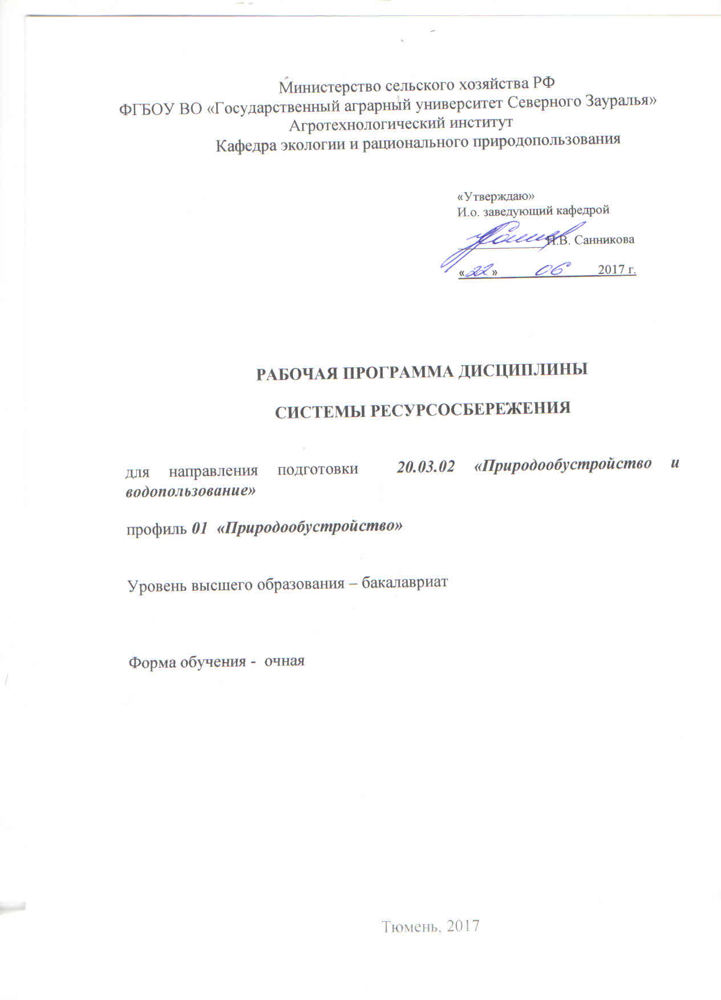 Министерство сельского хозяйства РФ
ФГБОУ ВО «Государственный аграрный университет Северного Зауралья»
Агротехнологический институт
Кафедра экологии и рационального природопользования
«Утверждаю»
И.о. заведующий кафедрой
Н.В. Санникова
«22» 06 2017 г.
РАБОЧАЯ ПРОГРАММА ДИСЦИПЛИНЫ
СИСТЕМЫ РЕСУРСОСБЕРЕЖЕНИЯ
для направления подготовки 20.03.02 «Природообустройство и
водопользование»
профиль 01 «Природообустройство»
Уровень высшего образования – бакалавриат
Форма обучения - очная
Тюмень, 2017